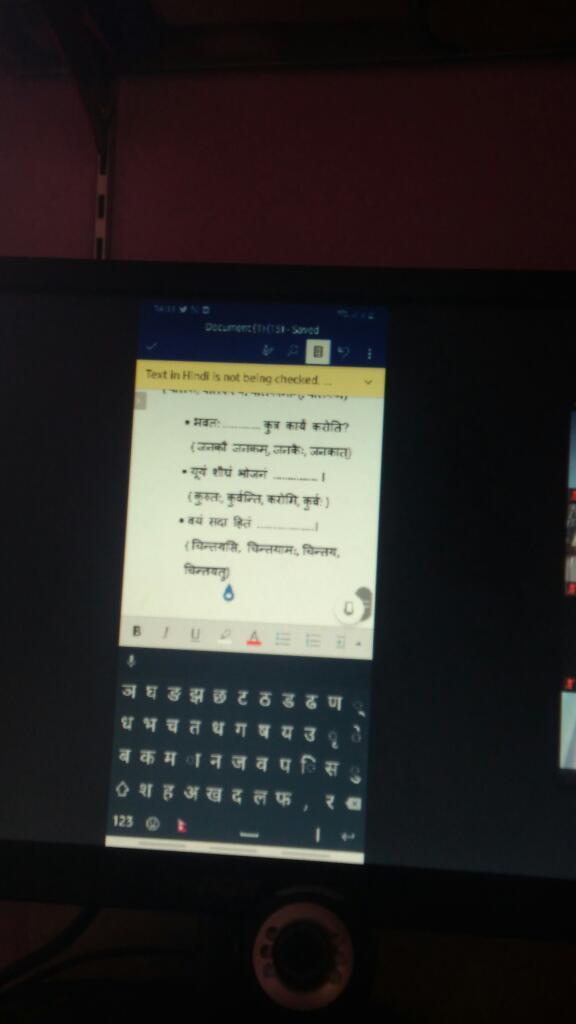 Document(1) (15) - Saved
Text in Hindi is not being checked. ...
• भवतः ............ कुत्र कार्यं करोति?
(जनकौ जनकम्, जनकैः, जनकात्)
• यूयं शीघ्रं भोजनं .............. ।
(कुरुतः, कुर्वन्ति, करोमि, कुर्वः )
• वयं सदा हितं ................।
(चिन्तयसि, चिन्तयामः, चिन्तय,
चिन्तयतु)
B I U A
ञ घ ङ झ छ ट ठ ड ढ ण ्
ध भ च त थ ग ष य उ ृ े
ब क म ा न ज व प ि स ु
श ह अ ख द ल फ , र
123 ।